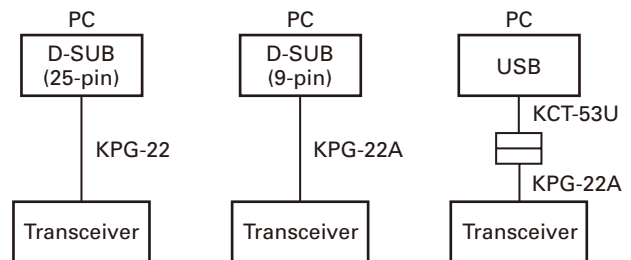 PC
D-SUB
(25-pin)
KPG-22
Transceiver
PC
D-SUB
(9-pin)
KPG-22A
Transceiver
PC
USB
KCT-53U
KPG-22A
Transceiver